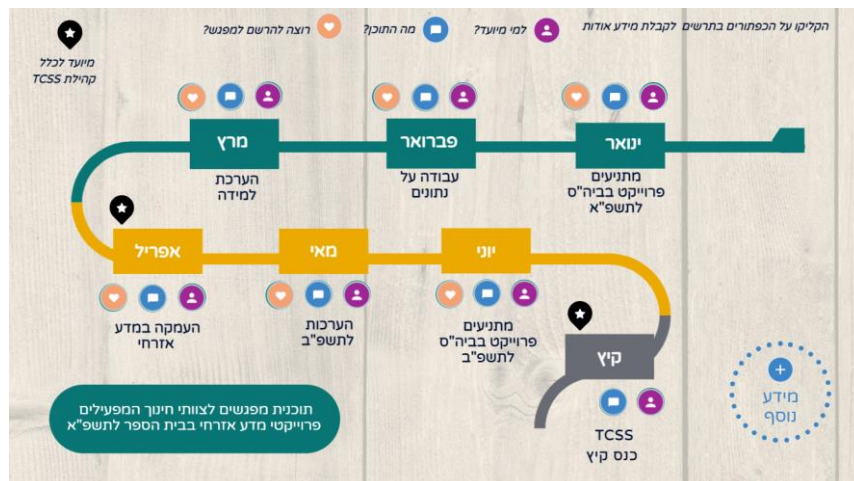 הקליקו על הכפתורים בתרשים לקבלת מידע אודות
למי מיועד?
מה התוכן?
רוצה להרשם למפגש?
מיועד לכלל
קהילת TCSS
ינואר
מתניעים
פרוייקט בביה"ס
לתשפ"א
פברואר
עבודה על
נתונים
מרץ
הערכת
למידה
אפריל
העמקה במדע
אזרחי
מאי
הערכות
לתשפ"ב
יוני
מתניעים
פרוייקט בביה"ס
לתשפ"ב
קיץ
TCSS
כנס קיץ
מידע
נוסף
תוכנית מפגשים לצוותי חינוך המפעילים
פרוייקטי מדע אזרחי בבית הספר לתשפ"א